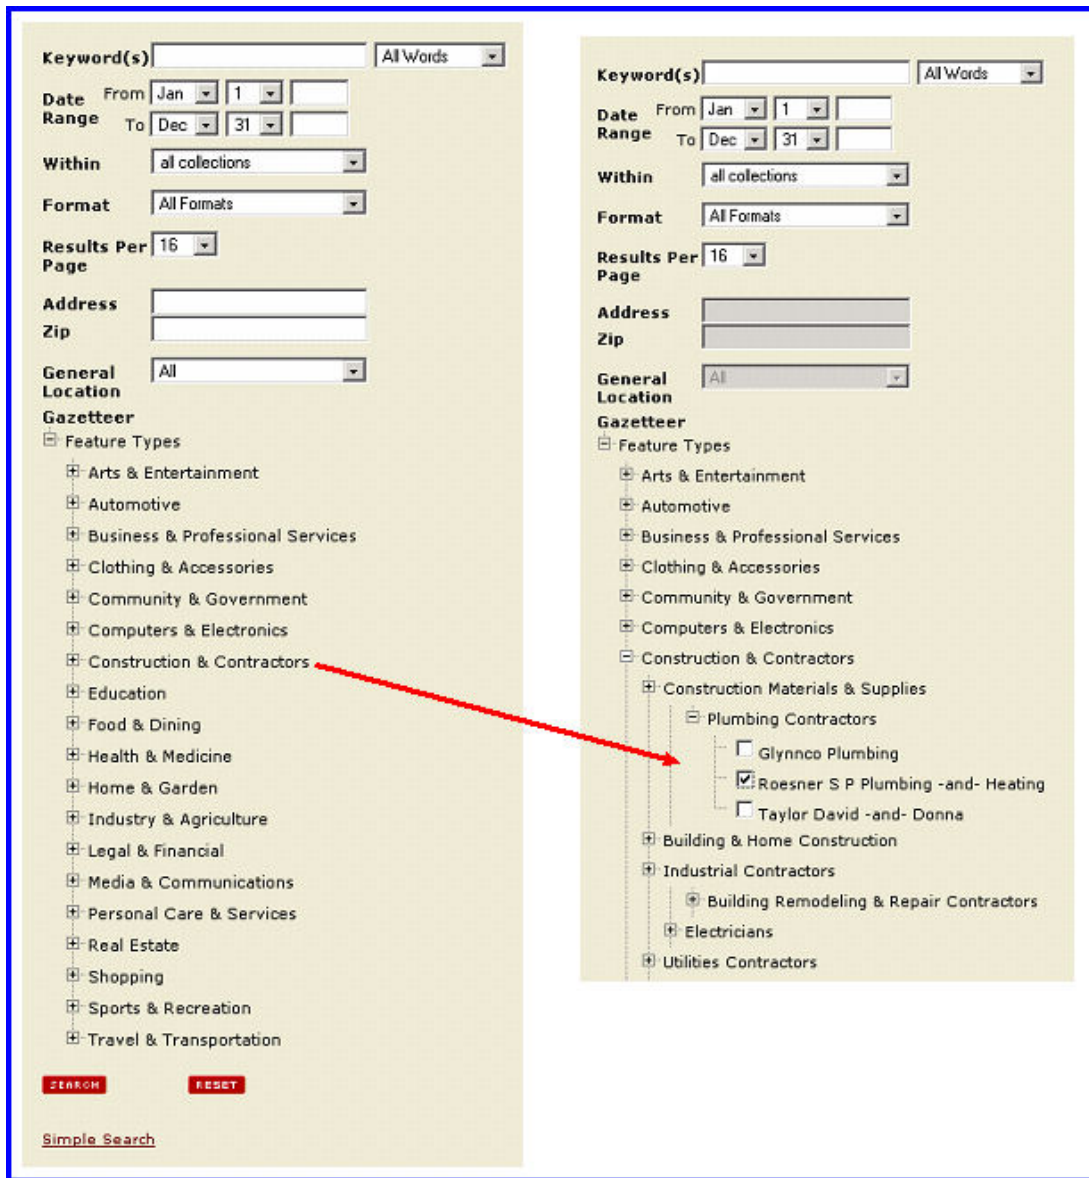 Keyword(s) All Words
Date Range From Jan 1
To Dec 31
Within all collections
Format All Formats
Results Per Page 16
Address
Zip
General Location All
Gazetteer
Feature Types
Arts & Entertainment
Automotive
Business & Professional Services
Clothing & Accessories
Community & Government
Computers & Electronics
Construction & Contractors
Education
Food & Dining
Health & Medicine
Home & Garden
Industry & Agriculture
Legal & Financial
Media & Communications
Personal Care & Services
Real Estate
Shopping
Sports & Recreation
Travel & Transportation
SEARCH RESET
Simple Search
Keyword(s) All Words
Date Range From Jan 1
To Dec 31
Within all collections
Format All Formats
Results Per Page 16
Address
Zip
General Location All
Gazetteer
Feature Types
Arts & Entertainment
Automotive
Business & Professional Services
Clothing & Accessories
Community & Government
Computers & Electronics
Construction & Contractors
Construction Materials & Supplies
Plumbing Contractors
Glynnco Plumbing
Roesner S P Plumbing -and- Heating
Taylor David -and- Donna
Building & Home Construction
Industrial Contractors
Building Remodeling & Repair Contractors
Electricians
Utilities Contractors